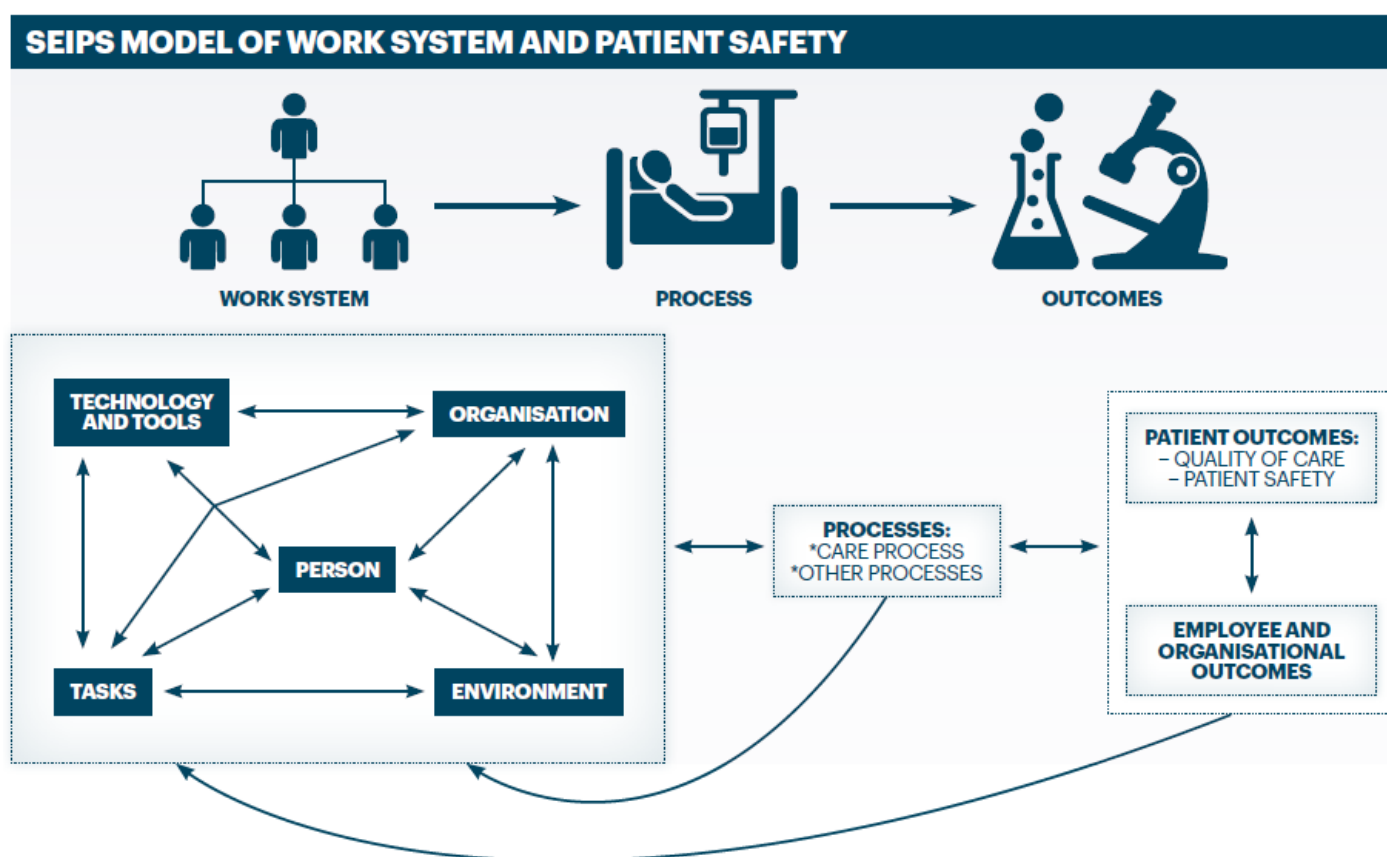 SEIPS MODEL OF WORK SYSTEM AND PATIENT SAFETY
WORK SYSTEM
PROCESS
OUTCOMES
TECHNOLOGY
AND TOOLS
ORGANISATION
PERSON
TASKS
ENVIRONMENT
PROCESSES:
*CARE PROCESS
*OTHER PROCESSES
PATIENT OUTCOMES:
– QUALITY OF CARE
– PATIENT SAFETY
EMPLOYEE AND
ORGANISATIONAL
OUTCOMES